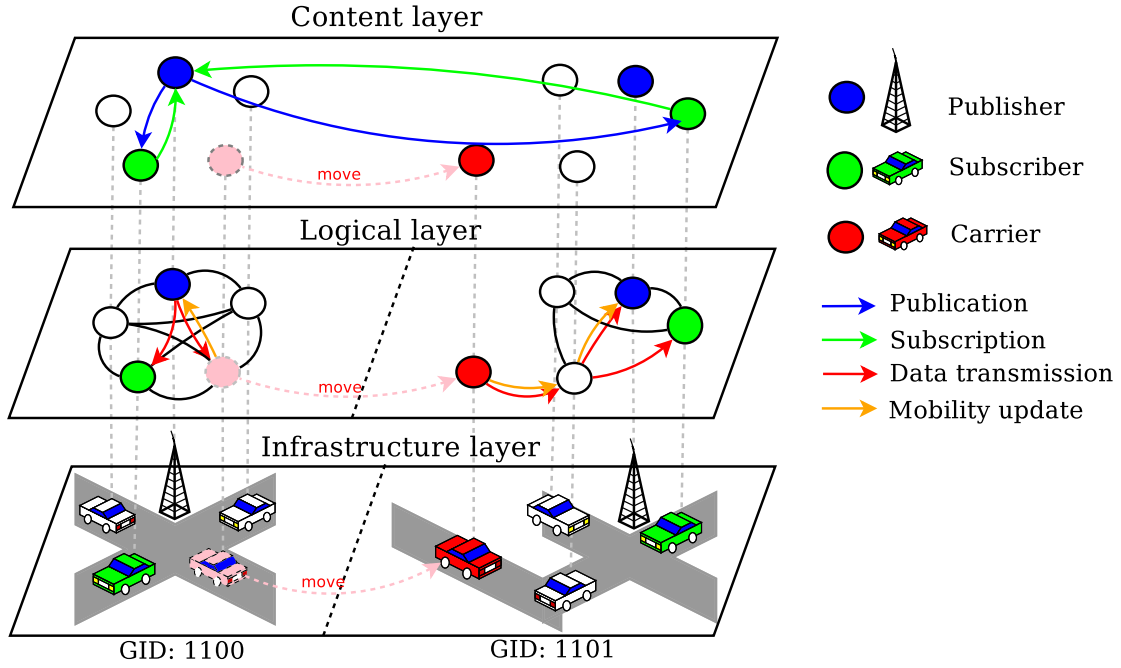 Content layer
move
Logical layer
move
Infrastructure layer
move
GID: 1100
GID: 1101
Publisher
Subscriber
Carrier
Publication
Subscription
Data transmission
Mobility update